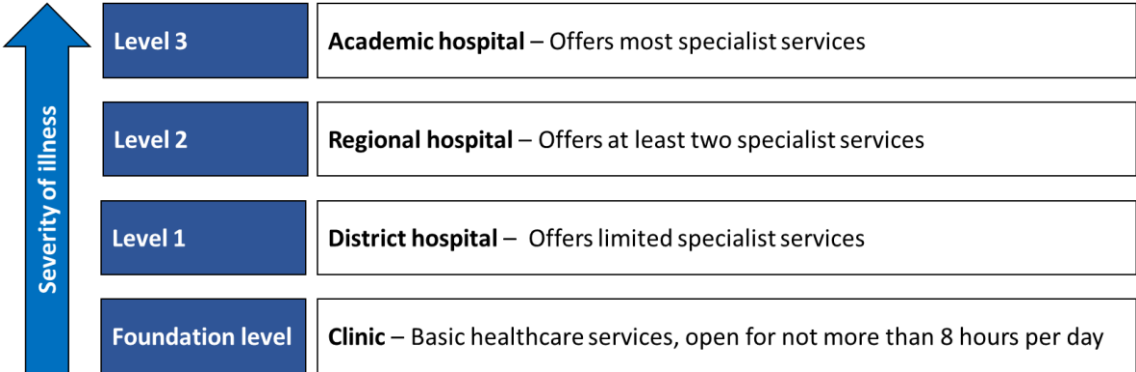 Severity of illness
Level 3
Academic hospital – Offers most specialist services
Level 2
Regional hospital – Offers at least two specialist services
Level 1
District hospital – Offers limited specialist services
Foundation level
Clinic – Basic healthcare services, open for not more than 8 hours per day